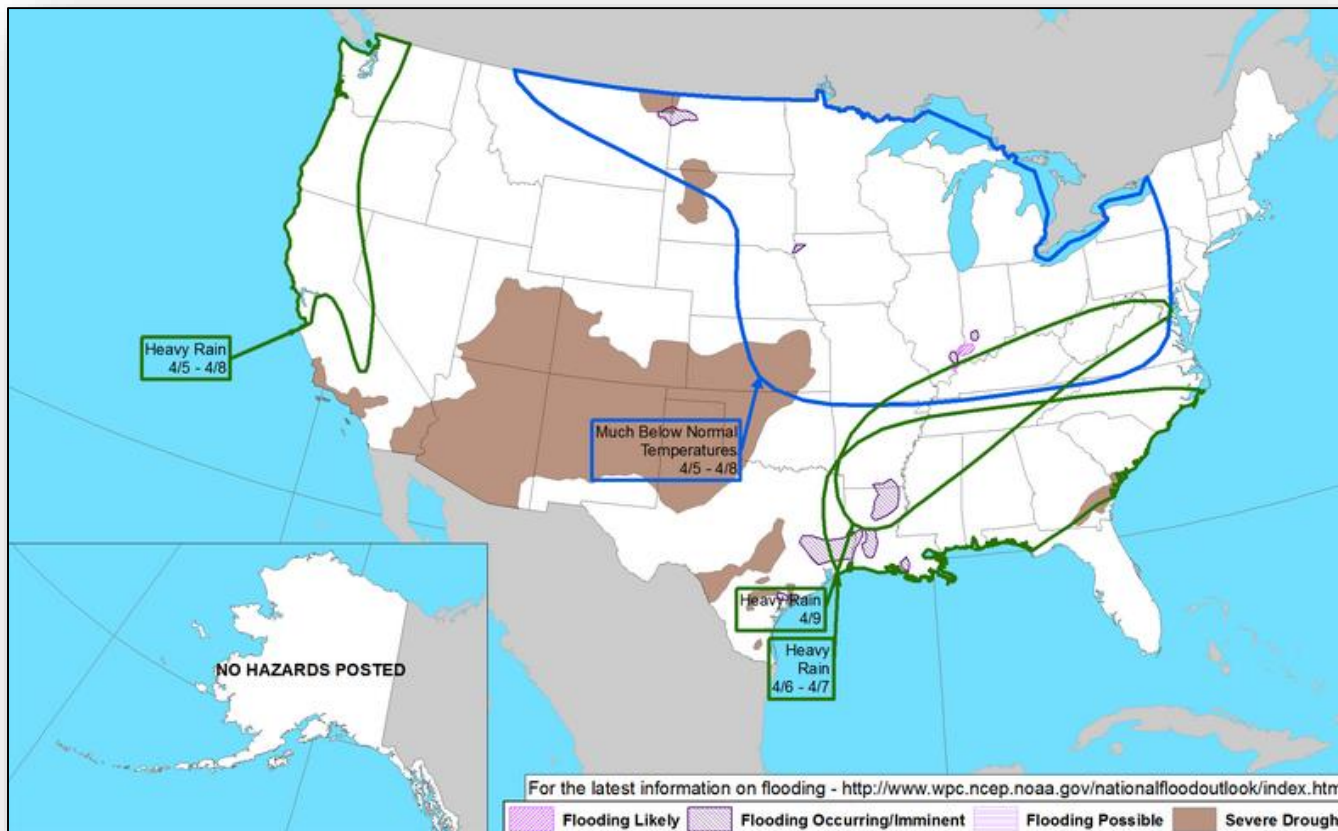 Heavy Rain
4/5 - 4/8
Much Below Normal
Temperatures
4/5 - 4/8
Heavy Rain
4/9
Heavy
Rain
4/6 - 4/7
NO HAZARDS POSTED
For the latest information on flooding - http://www.wpc.ncep.noaa.gov/nationalfloodoutlook/index.htm
Flooding Likely Flooding Occurring/Imminent Flooding Possible Severe Drough